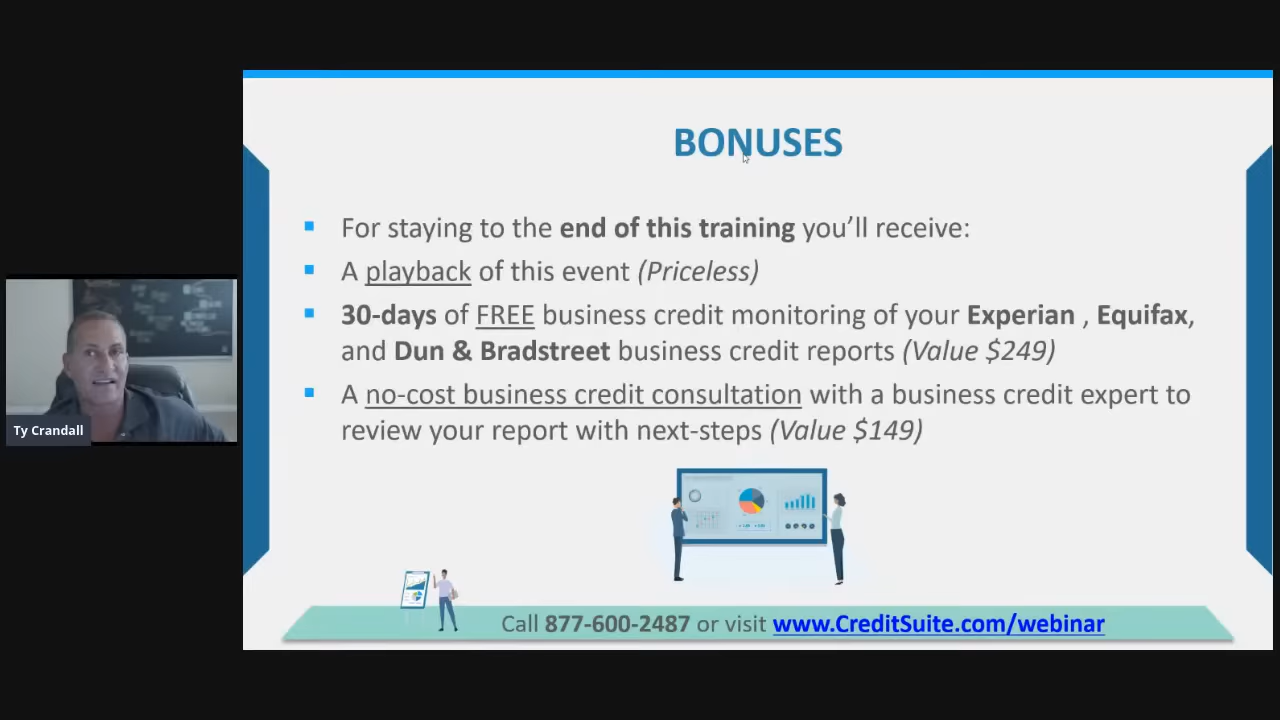 BONUSES
For staying to the end of this training you’ll receive:
A playback of this event (Priceless)
30-days of FREE business credit monitoring of your Experian , Equifax,
and Dun & Bradstreet business credit reports (Value $249)
A no-cost business credit consultation with a business credit expert to
review your report with next-steps (Value $149)
Ty Crandall
Call 877-600-2487 or visit www.CreditSuite.com/webinar